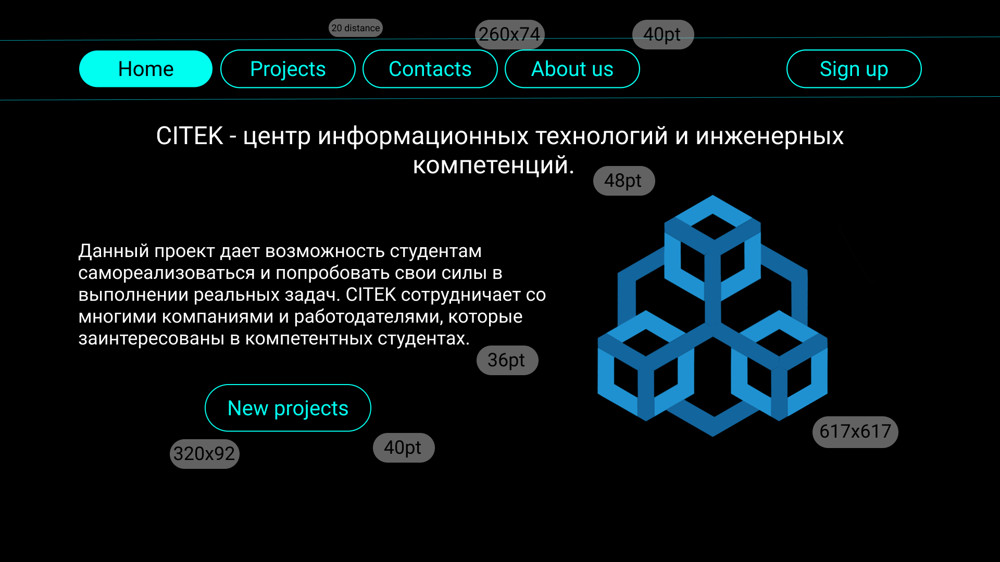 20 distance
260x74
40pt
Home
Projects
Contacts
About us
Sign up
CITEK - центр информационных технологий и инженерных
компетенций.
48pt
Данный проект дает возможность студентам
самореализоваться и попробовать свои силы в
выполнении реальных задач. CITEK сотрудничает со
многими компаниями и работодателями, которые
заинтересованы в компетентных студентах.
36pt
New projects
617x617
320x92
40pt